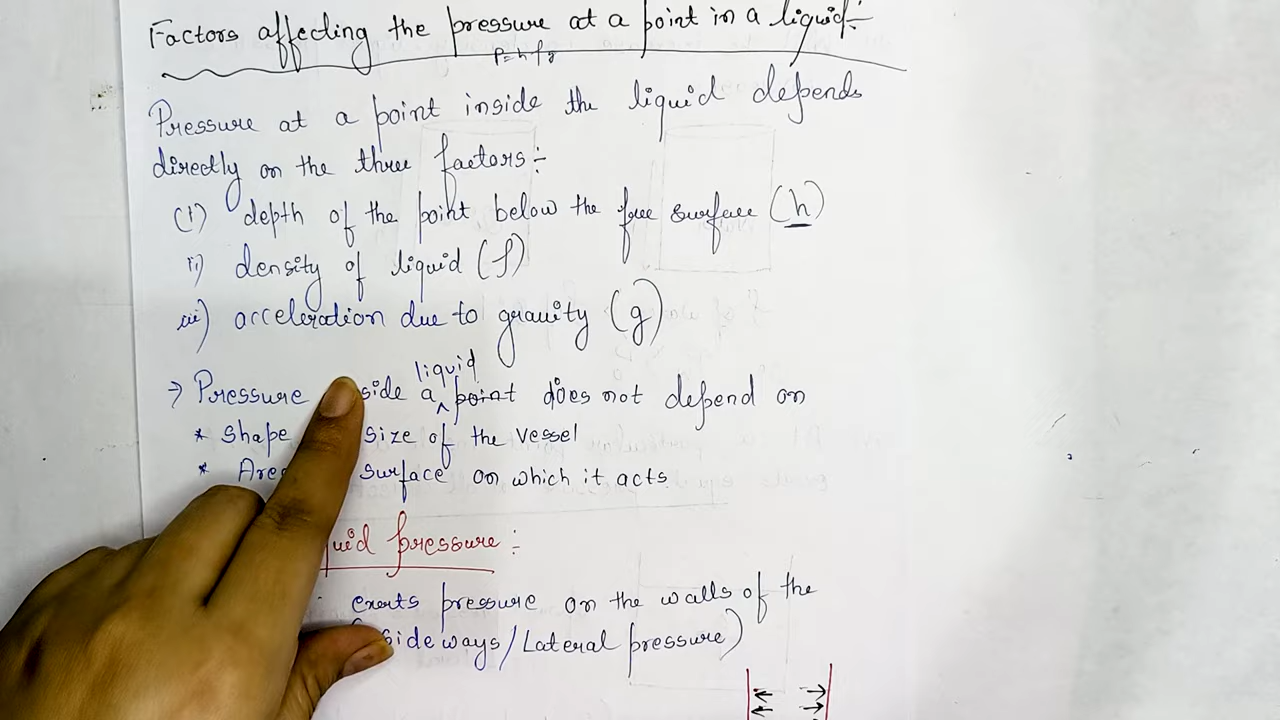 Factors affecting the pressure at a point in a liquid:-
P=hρg
Pressure at a point inside the liquid depends
directly on the three factors:-
(i) depth of the point below the free surface (h)
ii) density of liquid (ρ)
iii) acceleration due to gravity (g)
liquid
→ Pressure side a ^ point does not depend on
* Shape size of the vessel
* Are surface on which it acts
quid pressure:
exerts pressure on the walls of the
sideways/Lateral pressure)